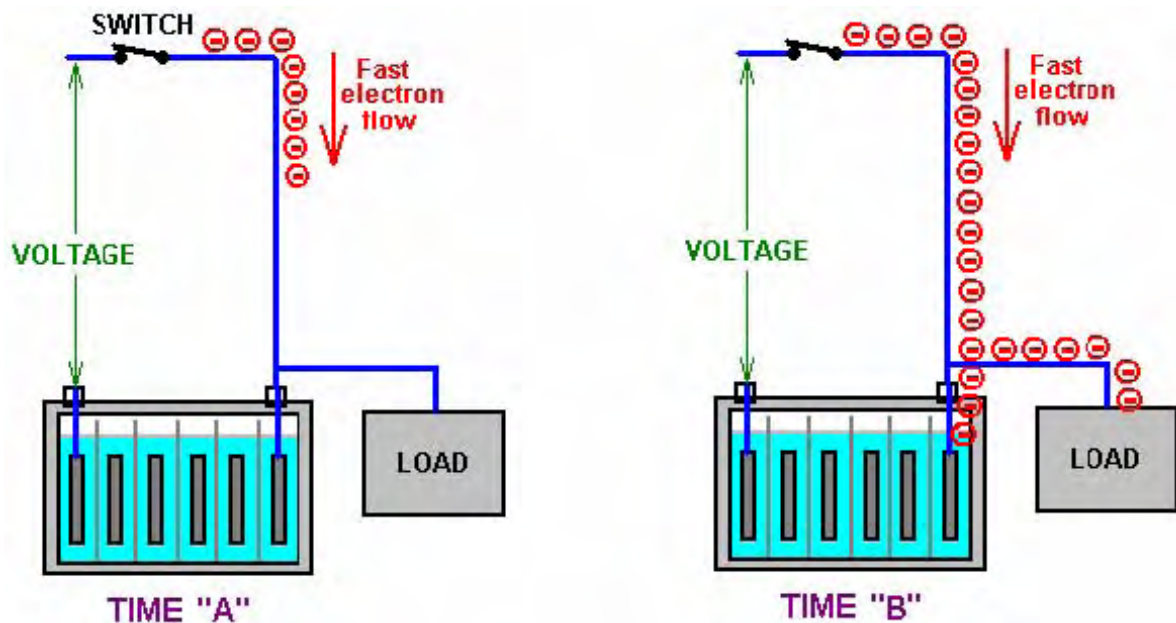 SWITCH
Fast
electron
flow
VOLTAGE
LOAD
TIME "A"
Fast
electron
flow
VOLTAGE
LOAD
TIME "B"